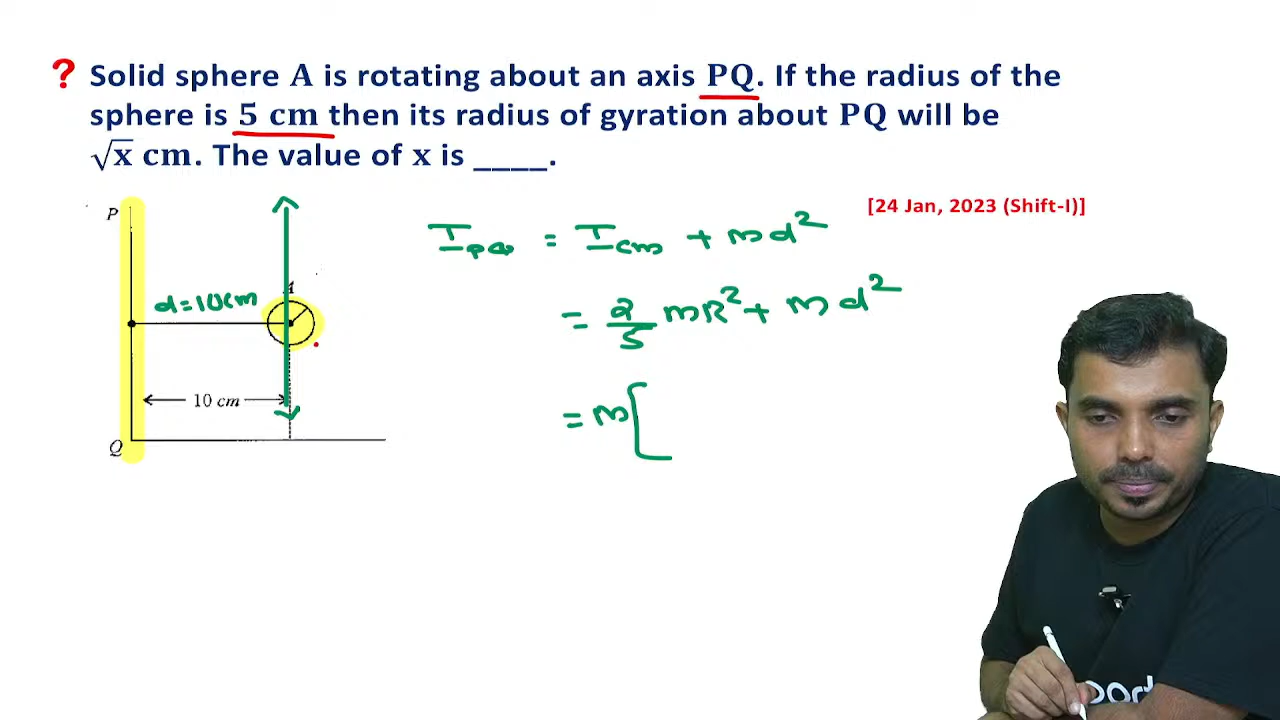 ? Solid sphere A is rotating about an axis PQ. If the radius of the
sphere is 5 cm then its radius of gyration about PQ will be
√x cm. The value of x is ____.
[24 Jan, 2023 (Shift-I)]
P
A
d=10cm
10 cm
Q
I_PQ = I_cm + md²
= 2/5 mR² + md²
= m[